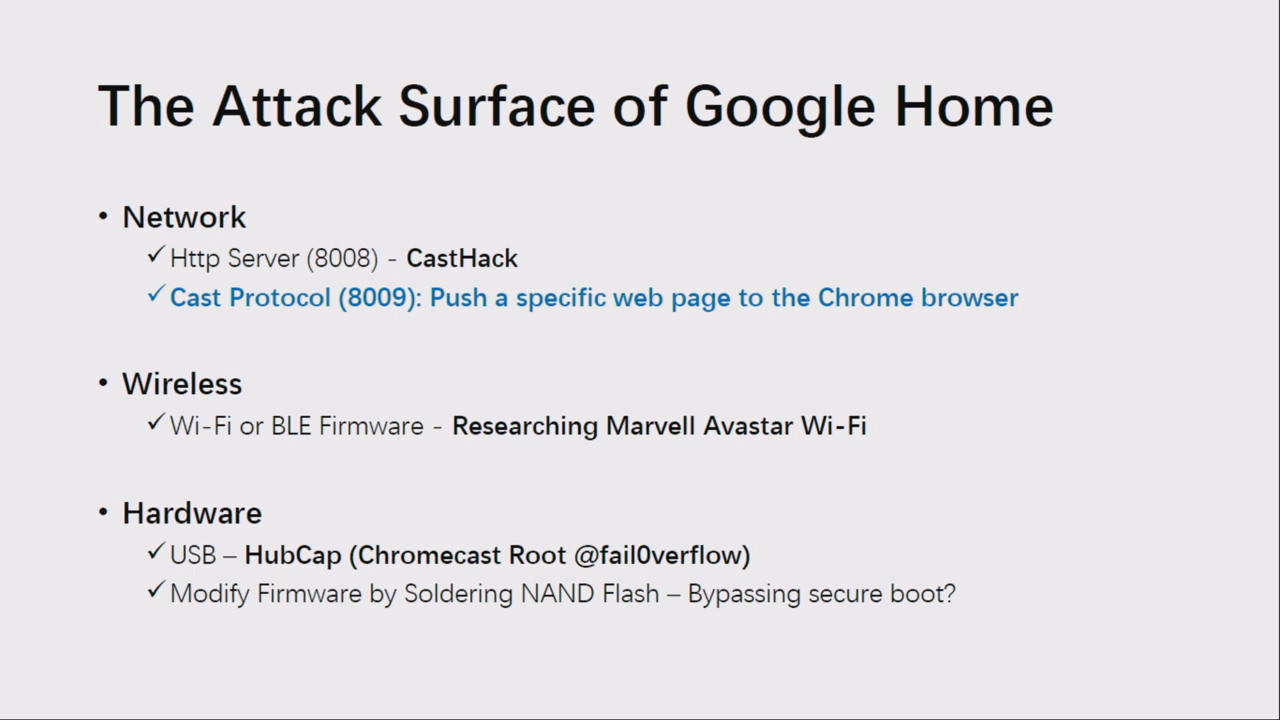 The Attack Surface of Google Home
• Network
✓Http Server (8008) - CastHack
✓Cast Protocol (8009): Push a specific web page to the Chrome browser
• Wireless
✓Wi-Fi or BLE Firmware - Researching Marvell Avastar Wi-Fi
• Hardware
✓USB – HubCap (Chromecast Root @fail0verflow)
✓Modify Firmware by Soldering NAND Flash – Bypassing secure boot?